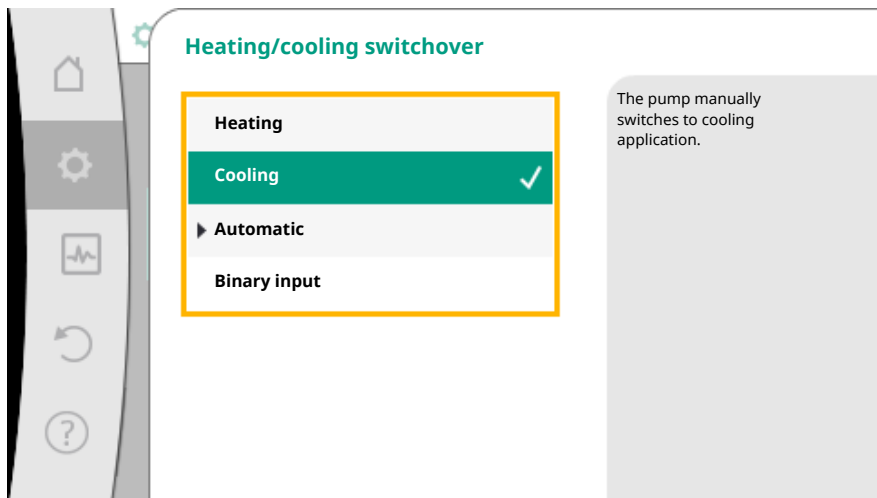 Heating/cooling switchover
Heating
Cooling
Automatic
Binary input
The pump manually
switches to cooling
application.